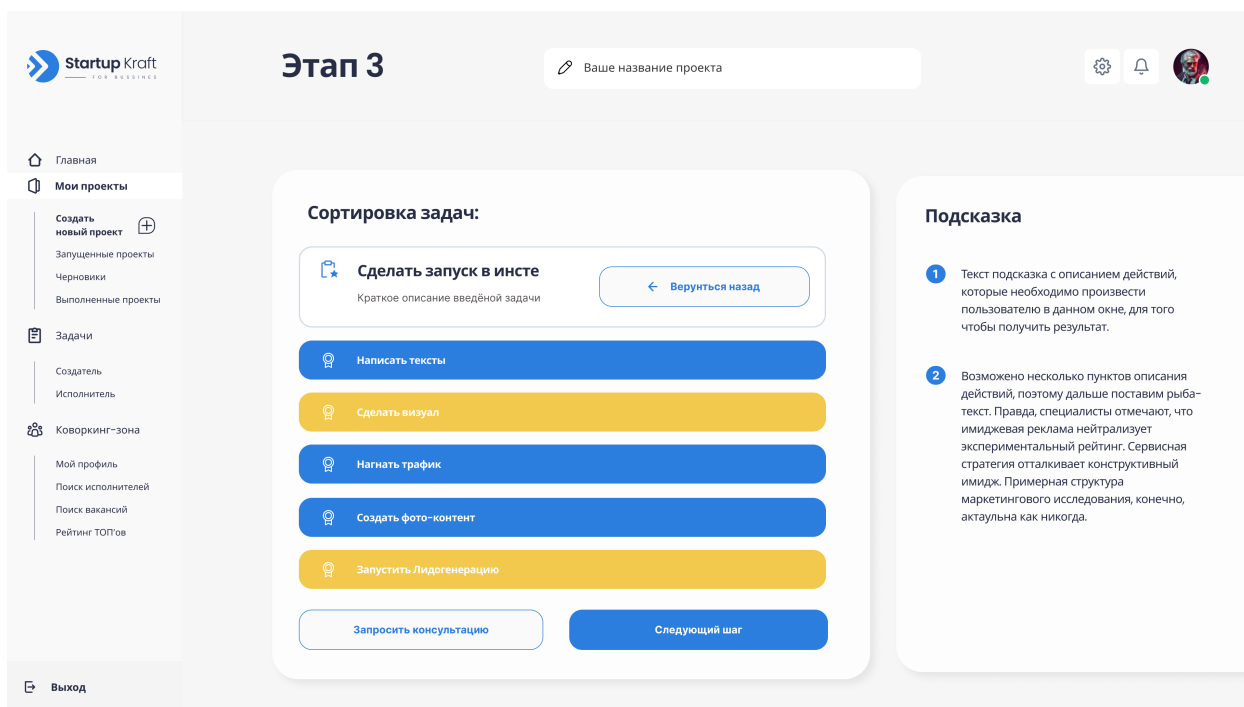 Startup Kraft
FOR BUSSINES
Этап 3
Ваше название проекта
Главная
Мои проекты
Создать
новый проект
Запущенные проекты
Черновики
Выполненные проекты
Задачи
Создатель
Исполнитель
Коворкинг-зона
Мой профиль
Поиск исполнителей
Поиск вакансий
Рейтинг ТОП'ов
Выход
Сортировка задач:
Сделать запуск в инсте
Краткое описание введёной задачи
Верунться назад
Написать тексты
Сделать визуал
Нагнать трафик
Создать фото-контент
Запустить Лидогенерацию
Запросить консультацию
Следующий шаг
Подсказка
1
Текст подсказка с описанием действий,
которые необходимо произвести
пользователю в данном окне, для того
чтобы получить результат.
2
Возможено несколько пунктов описания
действий, поэтому дальше поставим рыба-
текст. Правда, специалисты отмечают, что
имиджевая реклама нейтрализует
экспериментальный рейтинг. Сервисная
стратегия отталкивает конструктивный
имидж. Примерная структура
маркетингового исследования, конечно,
актаульна как никогда.